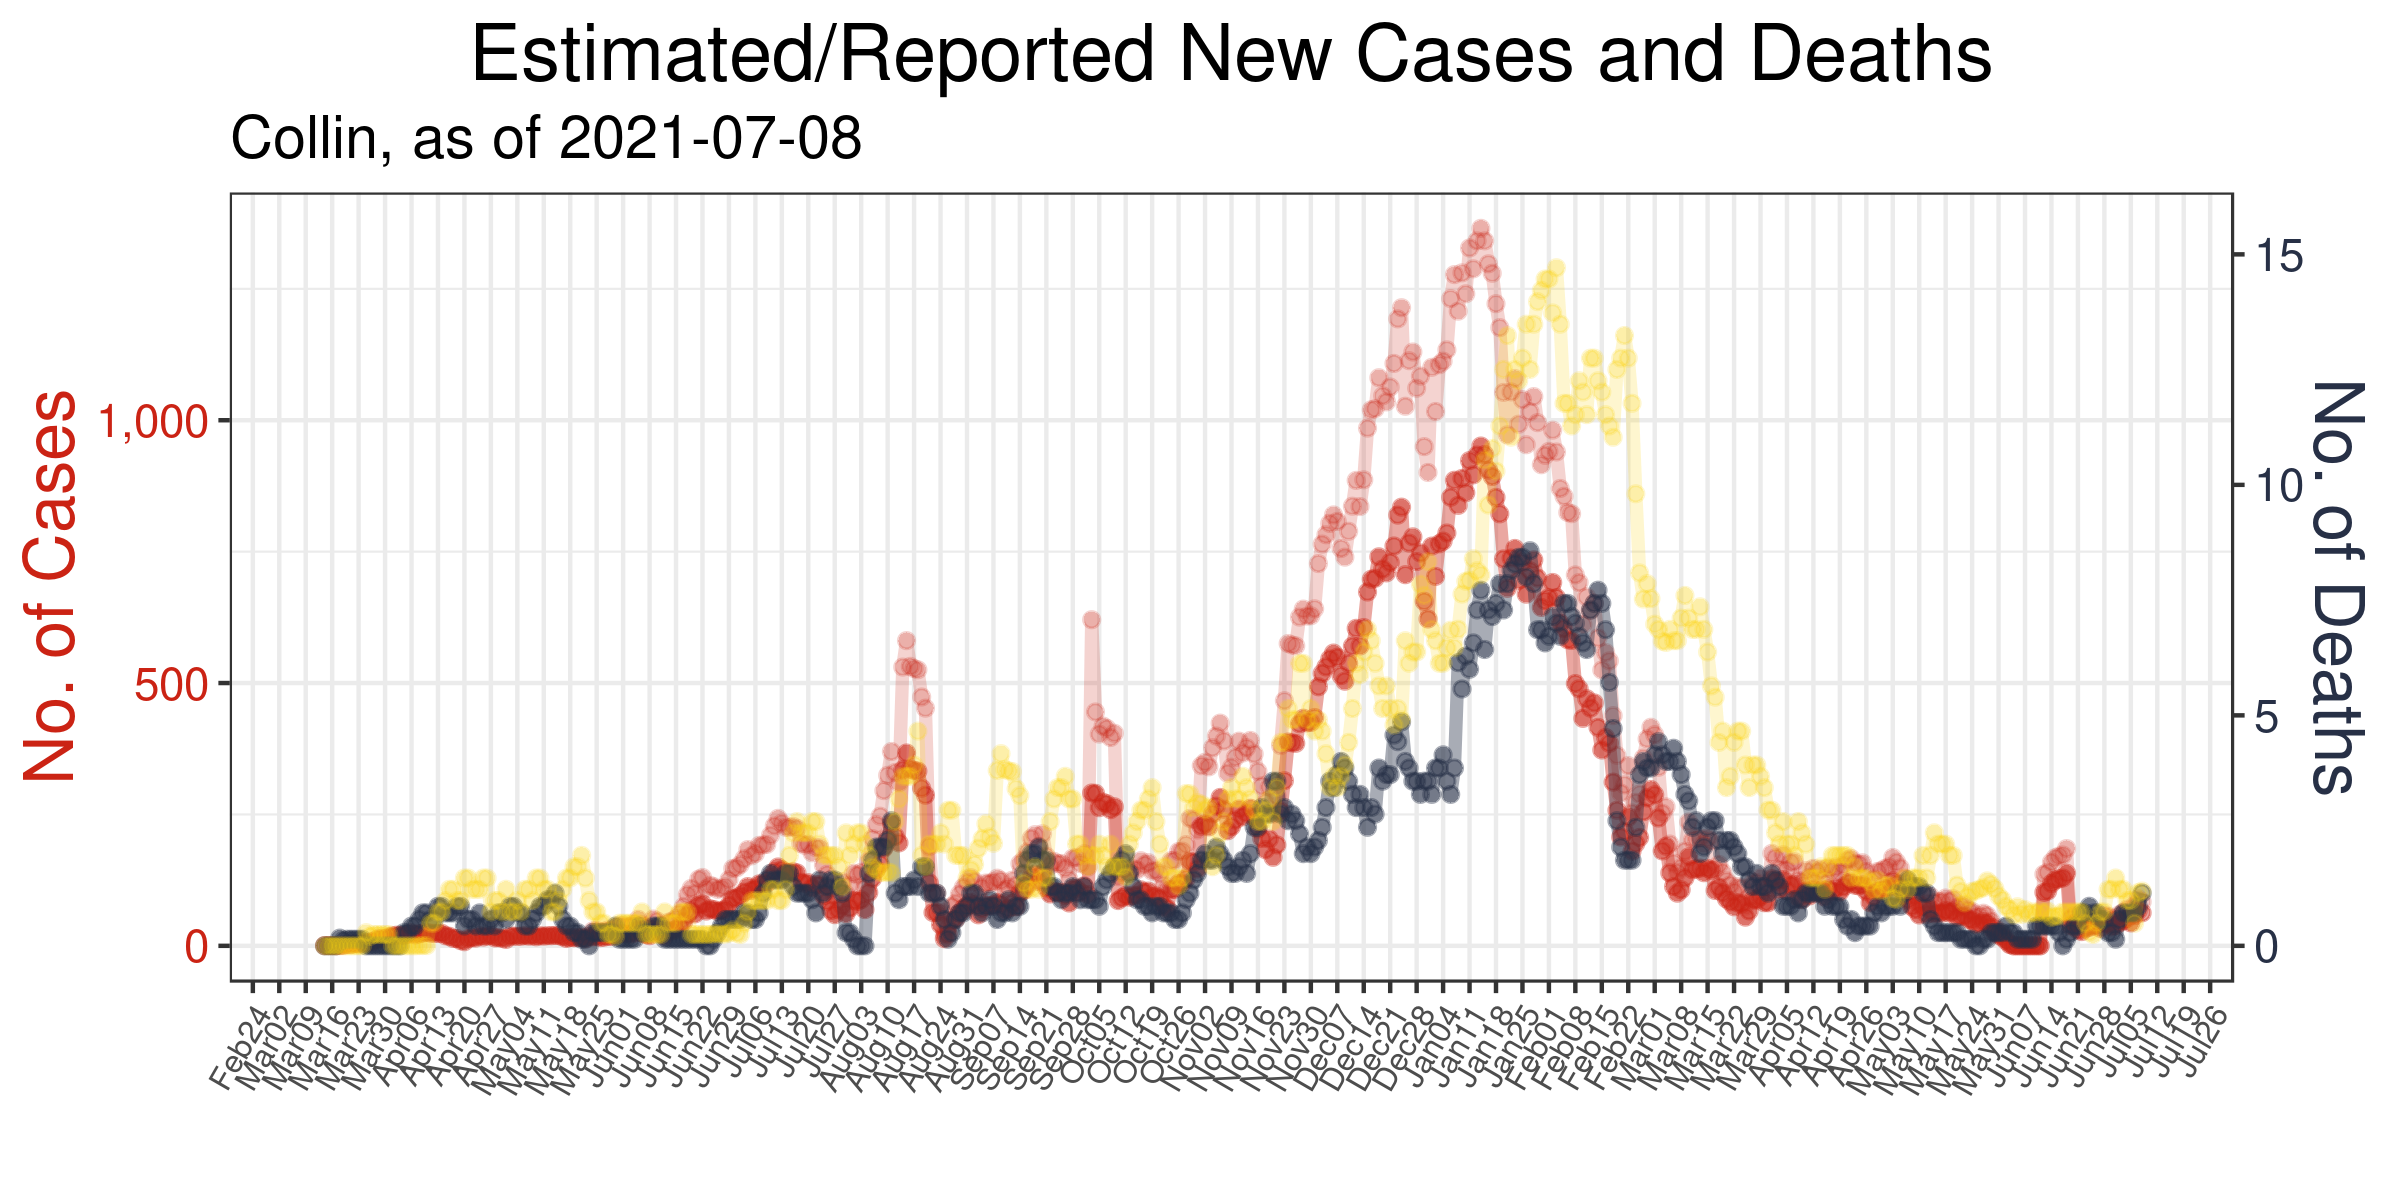 Estimated/Reported New Cases and Deaths
Collin, as of 2021-07-08
No. of Cases
1,000
500
0
15
10
5
0
No. of Deaths
Feb24 Mar02 Mar09 Mar16 Mar23 Mar30 Apr06 Apr13 Apr20 Apr27 May04 May11 May18 May25 Jun01 Jun08 Jun15 Jun22 Jun29 Jul06 Jul13 Jul20 Jul27 Aug03 Aug10 Aug17 Aug24 Aug31 Sep07 Sep14 Sep21 Sep28 Oct05 Oct12 Oct19 Oct26 Nov02 Nov09 Nov16 Nov23 Nov30 Dec07 Dec14 Dec21 Dec28 Jan04 Jan11 Jan18 Jan25 Feb01 Feb08 Feb15 Feb22 Mar01 Mar08 Mar15 Mar22 Mar29 Apr05 Apr12 Apr19 Apr26 May03 May10 May17 May24 May31 Jun07 Jun14 Jun21 Jun28 Jul05 Jul12 Jul19 Jul26